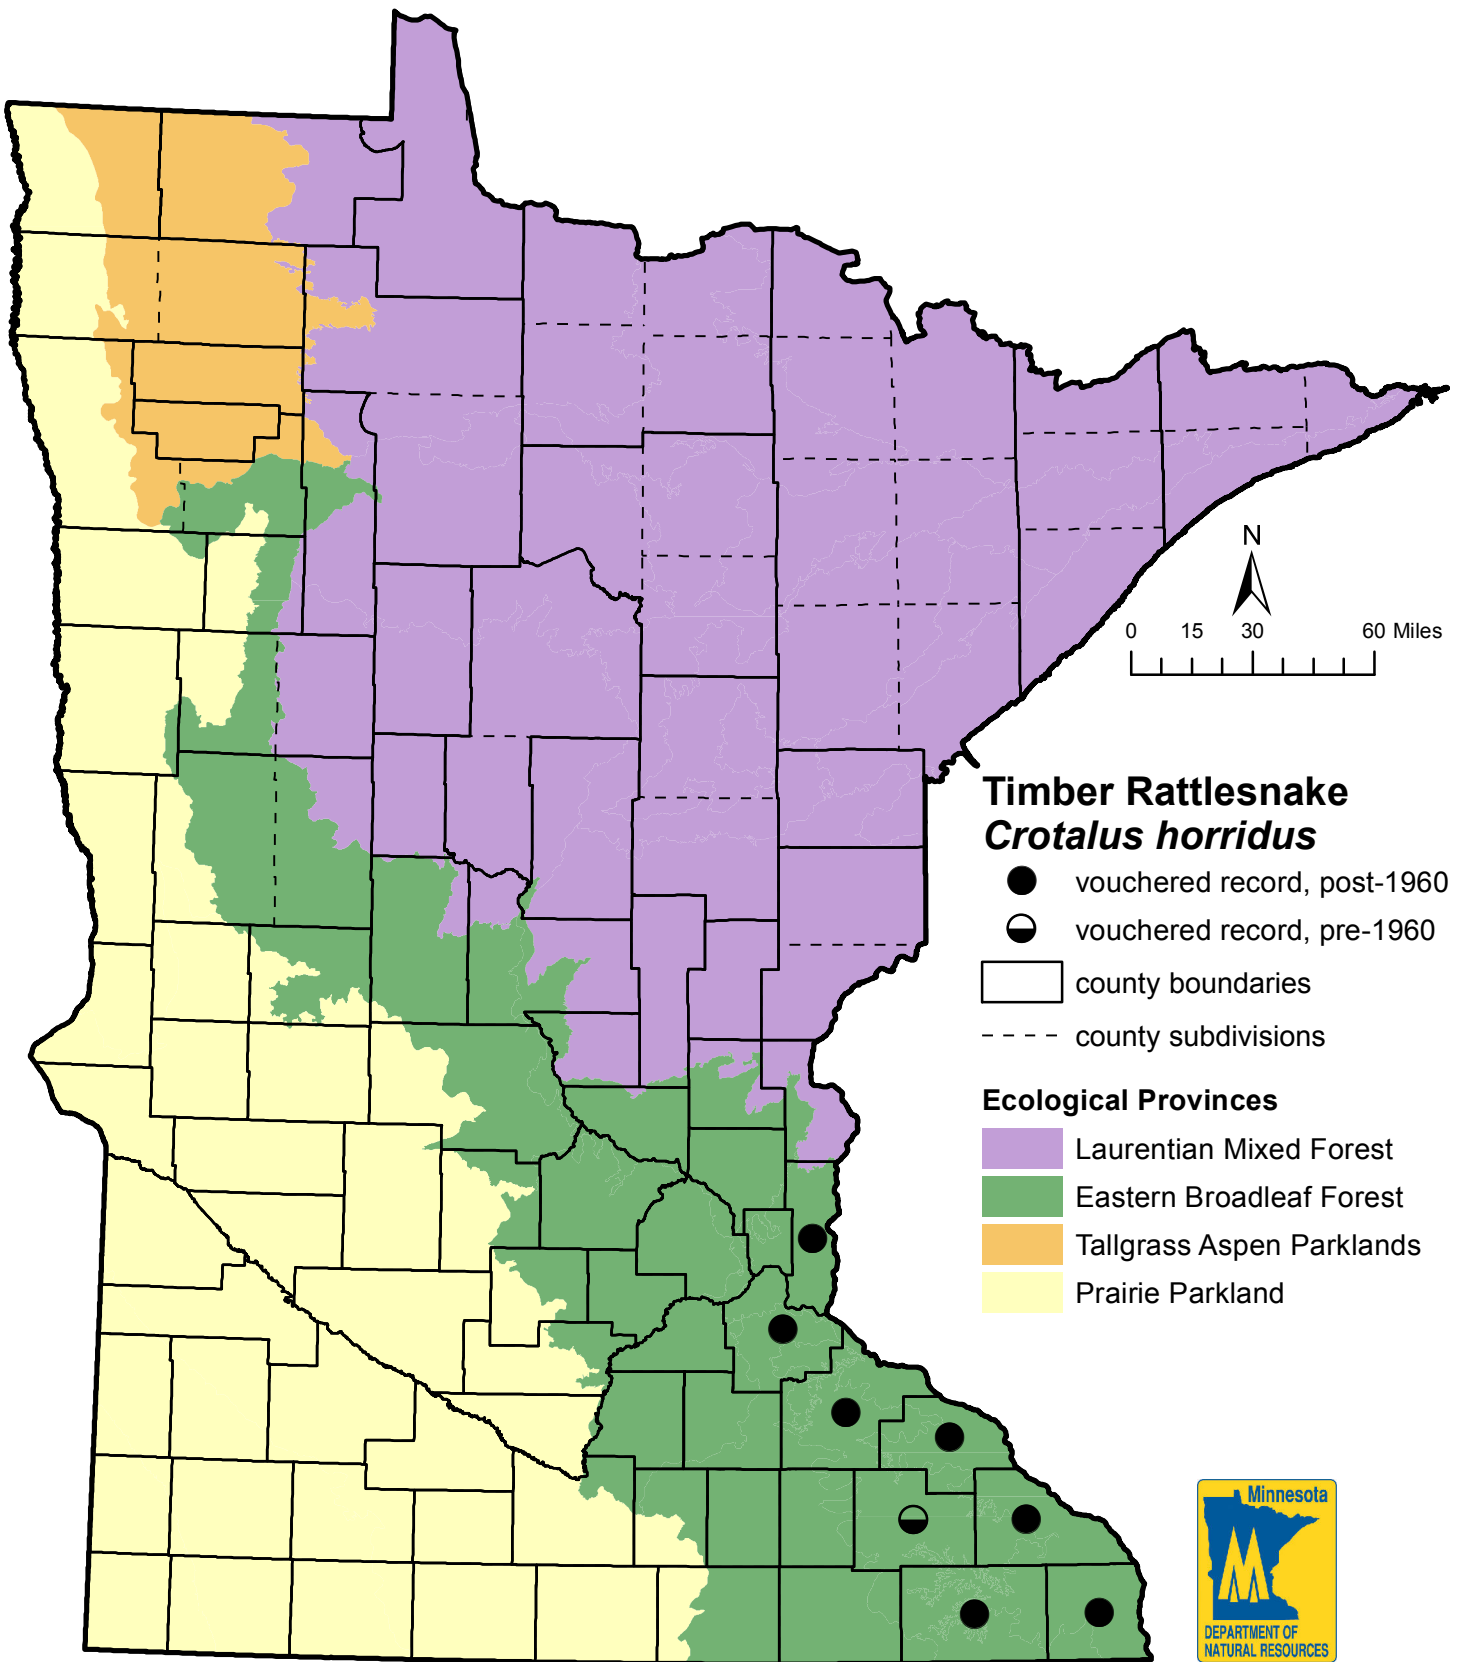 N
0 15 30 60 Miles
Timber Rattlesnake
Crotalus horridus
vouchered record, post-1960
vouchered record, pre-1960
county boundaries
county subdivisions
Ecological Provinces
Laurentian Mixed Forest
Eastern Broadleaf Forest
Tallgrass Aspen Parklands
Prairie Parkland
Minnesota
DEPARTMENT OF
NATURAL RESOURCES